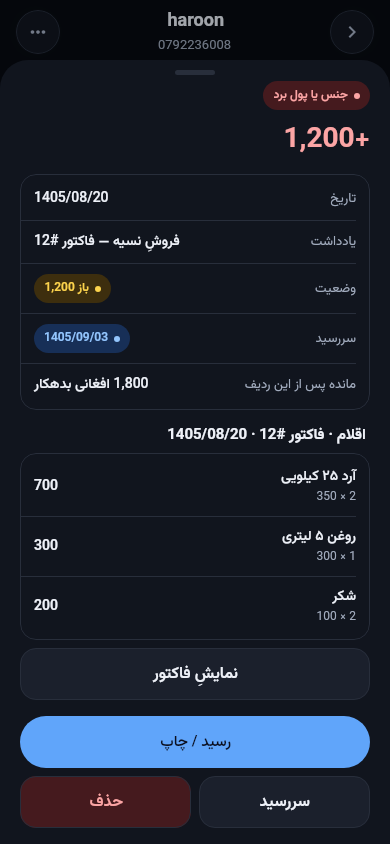 haroon
0792236008
جنس یا پول برد
+1,200
تاریخ 1405/08/20
یادداشت فروشِ نسیه — فاکتور #12
وضعیت باز 1,200
سررسید 1405/09/03
مانده پس از این ردیف 1,800 افغانی بدهکار
اقلام · فاکتور #12 · 1405/08/20
آرد ۲۵ کیلویی 700
2 × 350
روغن ۵ لیتری 300
1 × 300
شکر 200
2 × 100
نمایشِ فاکتور
رسید / چاپ
سررسید
حذف